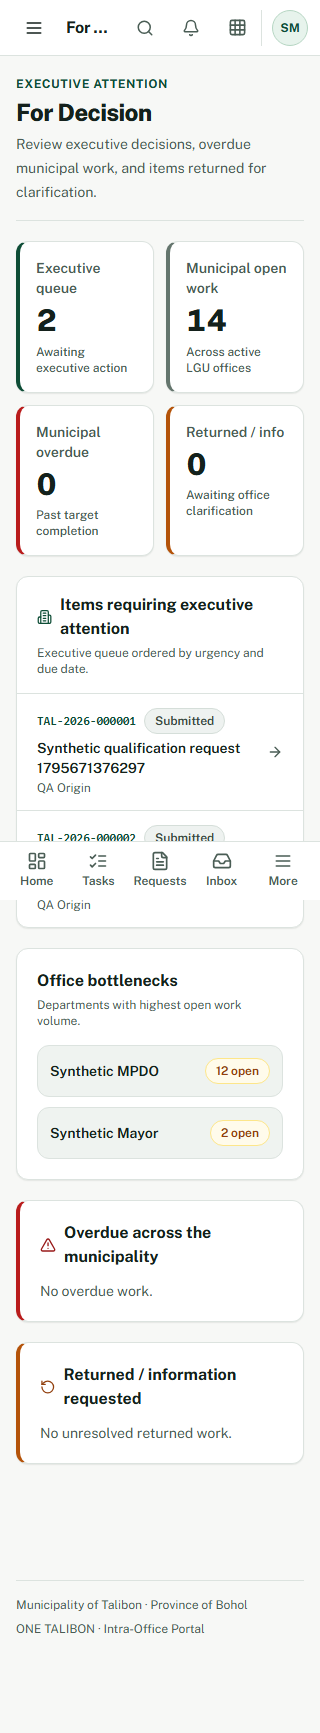 For ...
SM
EXECUTIVE ATTENTION
For Decision
Review executive decisions, overdue
municipal work, and items returned for
clarification.
Executive
queue
2
Awaiting
executive action
Municipal open
work
14
Across active
LGU offices
Municipal
overdue
0
Past target
completion
Returned / info
0
Awaiting office
clarification
Items requiring executive
attention
Executive queue ordered by urgency and
due date.
TAL-2026-000001 Submitted
Synthetic qualification request
1795671376297
QA Origin
TAL-2026-000002 Submitted
Home Tasks Requests Inbox More
QA Origin
Office bottlenecks
Departments with highest open work
volume.
Synthetic MPDO 12 open
Synthetic Mayor 2 open
Overdue across the
municipality
No overdue work.
Returned / information
requested
No unresolved returned work.
Municipality of Talibon · Province of Bohol
ONE TALIBON · Intra-Office Portal